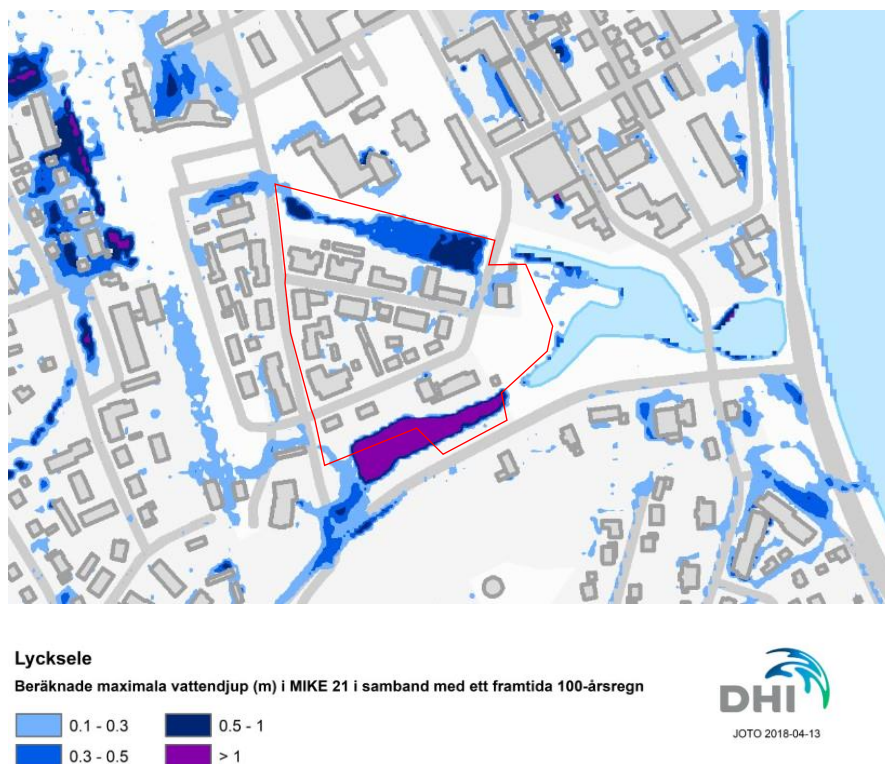 Lycksele
Beräknade maximala vattendjup (m) i MIKE 21 i samband med ett framtida 100-årsregn
0.1 - 0.3
0.5 - 1
0.3 - 0.5
> 1
DHI
JOTO 2018-04-13